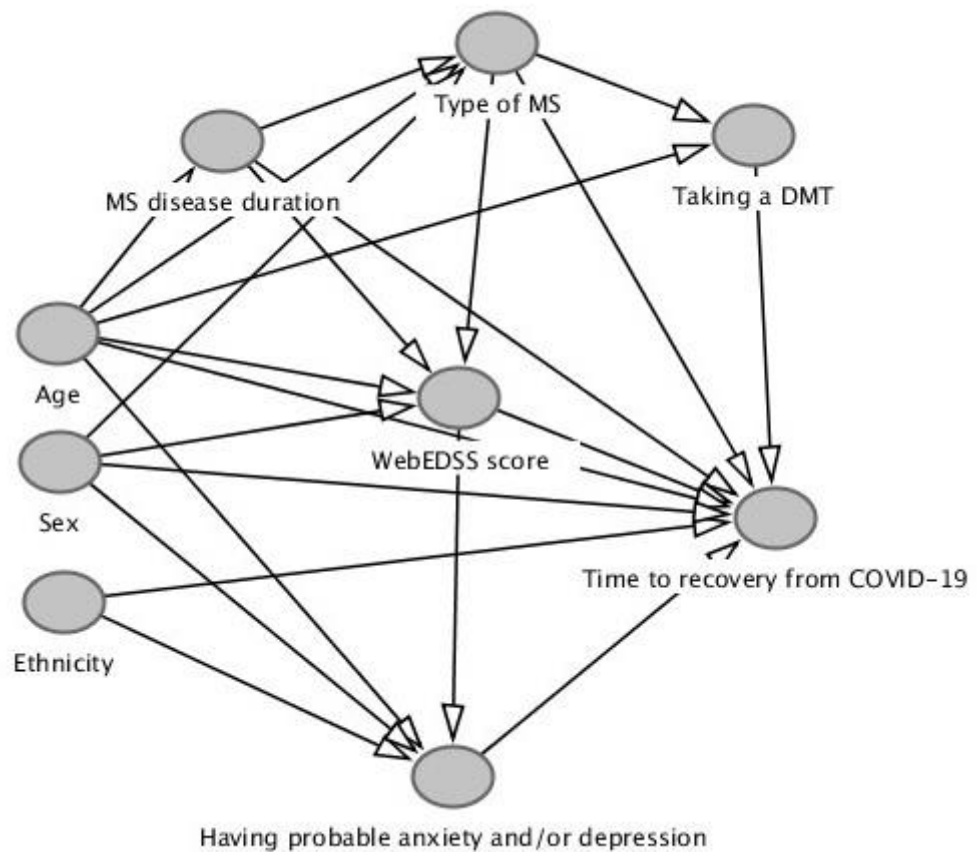 Type of MS
MS disease duration
Taking a DMT
Age
WebEDSS score
Sex
Time to recovery from COVID-19
Ethnicity
Having probable anxiety and/or depression